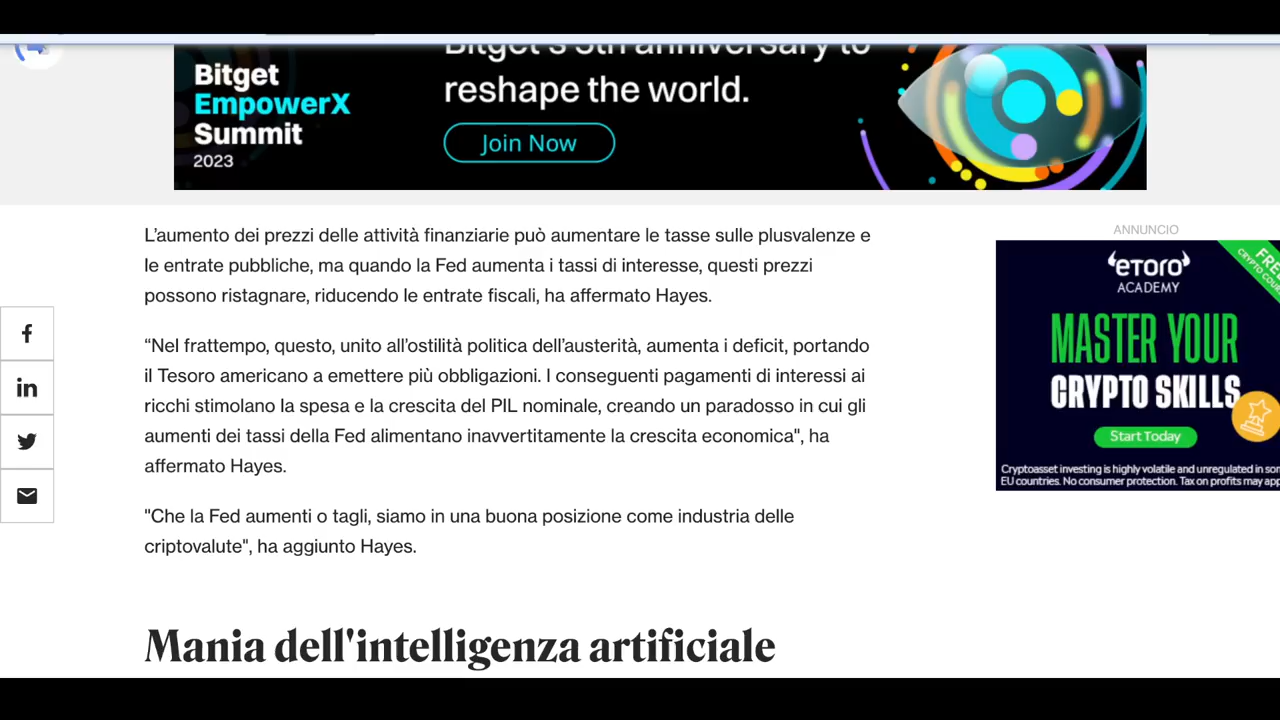 Bitget's 5th anniversary to
reshape the world.
Bitget
EmpowerX
Summit
2023
Join Now
L’aumento dei prezzi delle attività finanziarie può aumentare le tasse sulle plusvalenze e
le entrate pubbliche, ma quando la Fed aumenta i tassi di interesse, questi prezzi
possono ristagnare, riducendo le entrate fiscali, ha affermato Hayes.
“Nel frattempo, questo, unito all’ostilità politica dell’austerità, aumenta i deficit, portando
il Tesoro americano a emettere più obbligazioni. I conseguenti pagamenti di interessi ai
ricchi stimolano la spesa e la crescita del PIL nominale, creando un paradosso in cui gli
aumenti dei tassi della Fed alimentano inavvertitamente la crescita economica", ha
affermato Hayes.
"Che la Fed aumenti o tagli, siamo in una buona posizione come industria delle
criptovalute", ha aggiunto Hayes.
Mania dell'intelligenza artificiale
ANNUNCIO
eTORO
ACADEMY
FREE
CRYPTO COUR
MASTER YOUR
CRYPTO SKILLS
Start Today
Cryptoasset investing is highly volatile and unregulated in som
EU countries. No consumer protection. Tax on profits may app